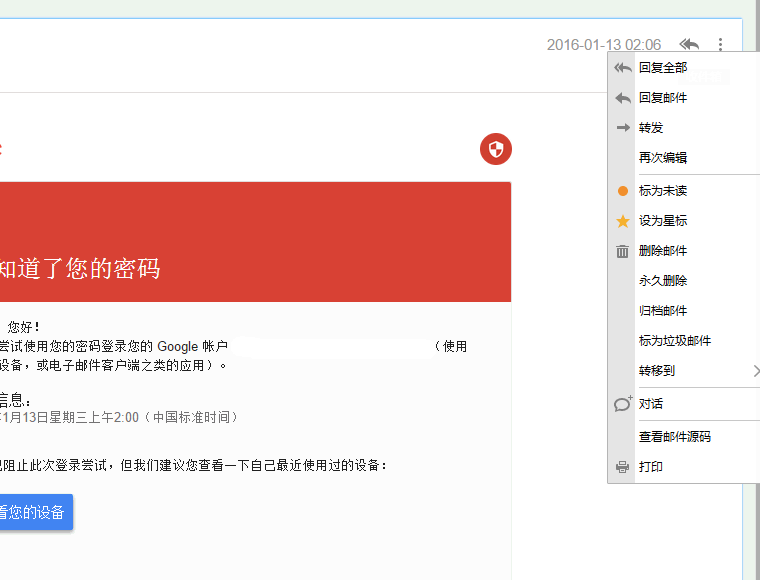 2016-01-13 02:06
回复全部
回复邮件
转发
再次编辑
标为未读
设为星标
删除邮件
永久删除
归档邮件
标为垃圾邮件
转移到
对话
查看邮件源码
打印
知道了您的密码
您好！
尝试使用您的密码登录您的 Google 帐户 （使用
设备，或电子邮件客户端之类的应用）。
信息：
1月13日星期三上午2:00（中国标准时间）
阻止此次登录尝试，但我们建议您查看一下自己最近使用过的设备：
看您的设备